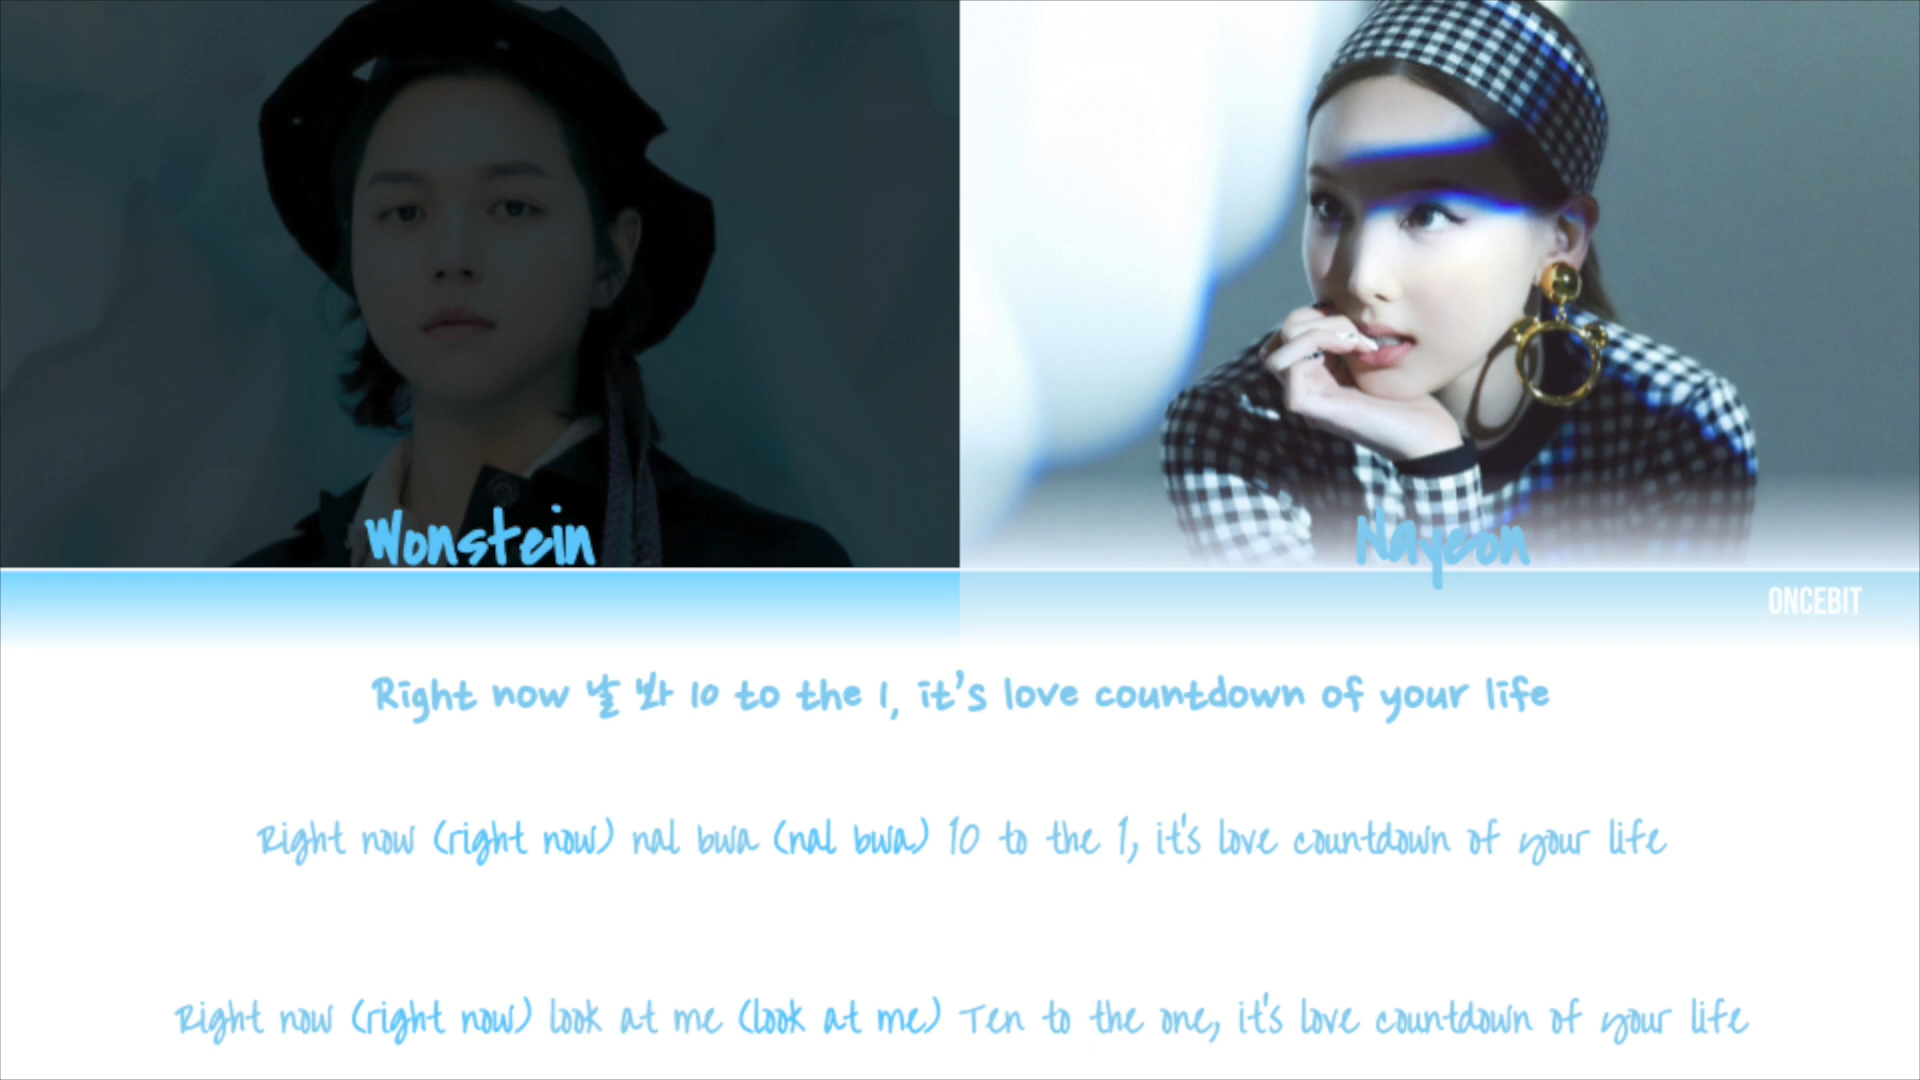 Wonstein
Nayeon
ONCEBIT
Right now 날 봐 10 to the 1, it's love countdown of your life
Right now (right now) nal bwa (nal bwa) 10 to the 1, it's love countdown of your life
Right now (right now) look at me (look at me) Ten to the one, it's love countdown of your life